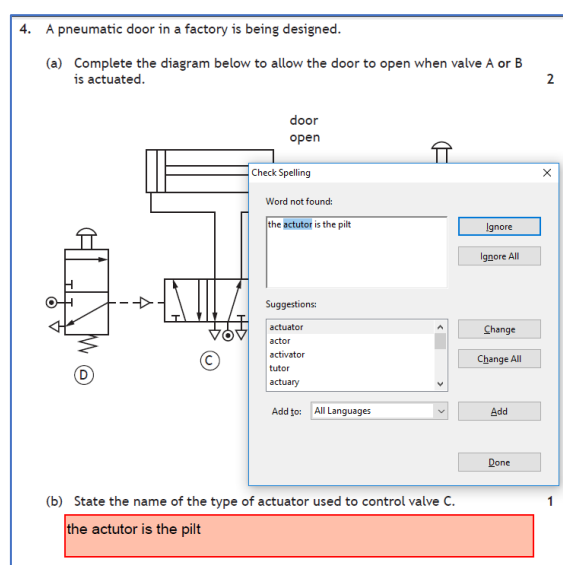 4. A pneumatic door in a factory is being designed.
(a) Complete the diagram below to allow the door to open when valve A or B
is actuated.
2
door
open
Check Spelling
Word not found:
the actutor is the pilt
Ignore
Ignore All
Suggestions:
actuator
actor
activator
tutor
actuary
Change
Change All
Add to:
All Languages
Add
Done
D
C
(b) State the name of the type of actuator used to control valve C.
1
the actutor is the pilt